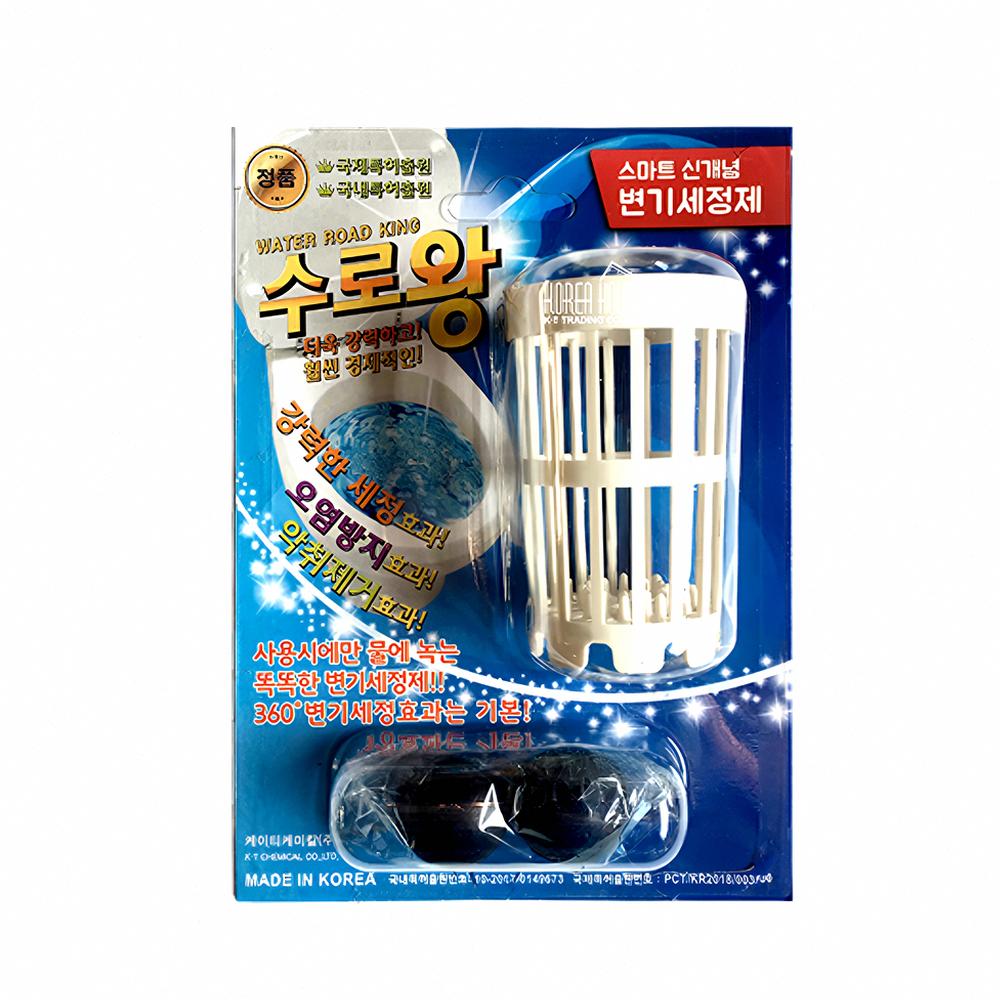 정품
국제특허출원
국내특허출원
스마트 신개념
변기세정제
WATER ROAD KING
수로왕
더욱 강력하고!
훨씬 경제적인!
KOREA
TRADING
강력한 세정효과!
오염방지효과!
악취제거효과!
사용시에만 물에 녹는
똑똑한 변기세정제!!
360°변기세정효과는 기본!
케이티케미칼(주
K·T CHEMICAL CO.,LTD.
MADE IN KOREA